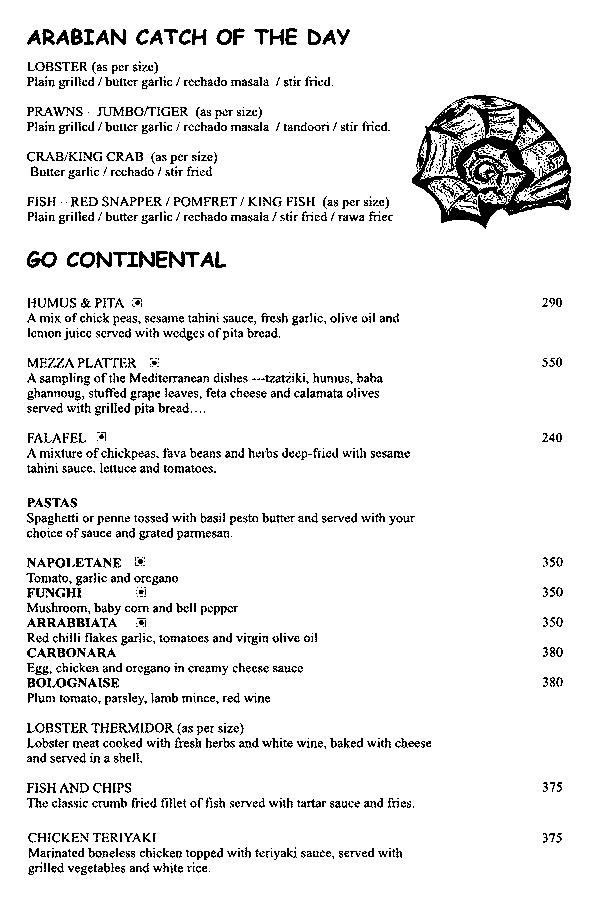 ARABIAN CATCH OF THE DAY
LOBSTER (as per size)
Plain grilled / butter garlic / rechado masala / stir fried.
PRAWNS - JUMBO/TIGER (as per size)
Plain grilled / butter garlic / rechado masala / tandoori / stir fried.
CRAB/KING CRAB (as per size)
Butter garlic / rechado / stir fried
FISH - - RED SNAPPER / POMFRET / KING FISH (as per size)
Plain grilled / butter garlic / rechado masala / stir fried / rawa friec
GO CONTINENTAL
HUMUS & PITA 290
A mix of chick peas, sesame tahini sauce, fresh garlic, olive oil and
lemon juice served with wedges of pita bread.
MEZZA PLATTER 550
A sampling of the Mediterranean dishes ---tzatziki, humus, baba
ghannoug, stuffed grape leaves, feta cheese and calamata olives
served with grilled pita bread....
FALAFEL 240
A mixture of chickpeas, fava beans and herbs deep-fried with sesame
tahini sauce, lettuce and tomatoes.
PASTAS
Spaghetti or penne tossed with basil pesto butter and served with your
choice of sauce and grated parmesan.
NAPOLETANE 350
Tomato, garlic and oregano
FUNGHI 350
Mushroom, baby corn and bell pepper
ARRABBIATA 350
Red chilli flakes garlic, tomatoes and virgin olive oil
CARBONARA 380
Egg, chicken and oregano in creamy cheese sauce
BOLOGNAISE 380
Plum tomato, parsley, lamb mince, red wine
LOBSTER THERMIDOR (as per size)
Lobster meat cooked with fresh herbs and white wine, baked with cheese
and served in a shell.
FISH AND CHIPS 375
The classic crumb fried fillet of fish served with tartar sauce and fries.
CHICKEN TERIYAKI 375
Marinated boneless chicken topped with teriyaki sauce, served with
grilled vegetables and white rice.